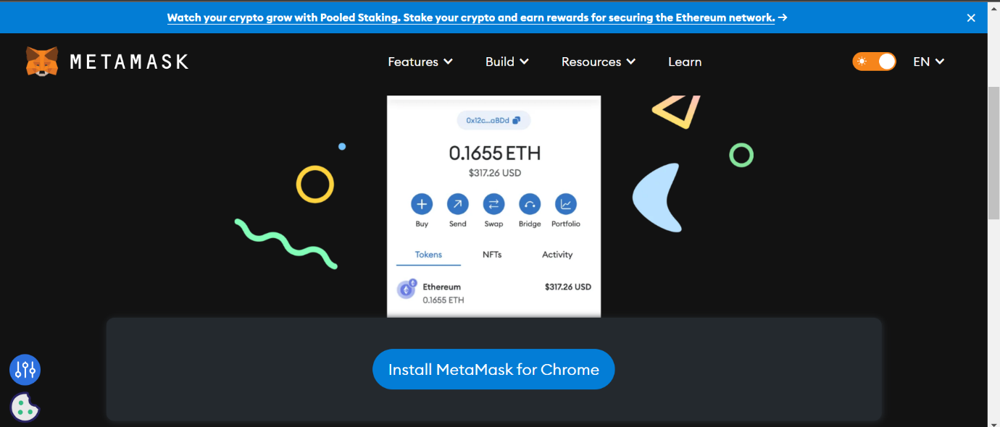 Watch your crypto grow with Pooled Staking. Stake your crypto and earn rewards for securing the Ethereum network. →
METAMASK
Features
Build
Resources
Learn
EN
0x12c...aBDd
0.1655 ETH
$317.26 USD
Buy
Send
Swap
Bridge
Portfolio
Tokens
NFTs
Activity
Ethereum
$317.26 USD
0.1655 ETH
Install MetaMask for Chrome